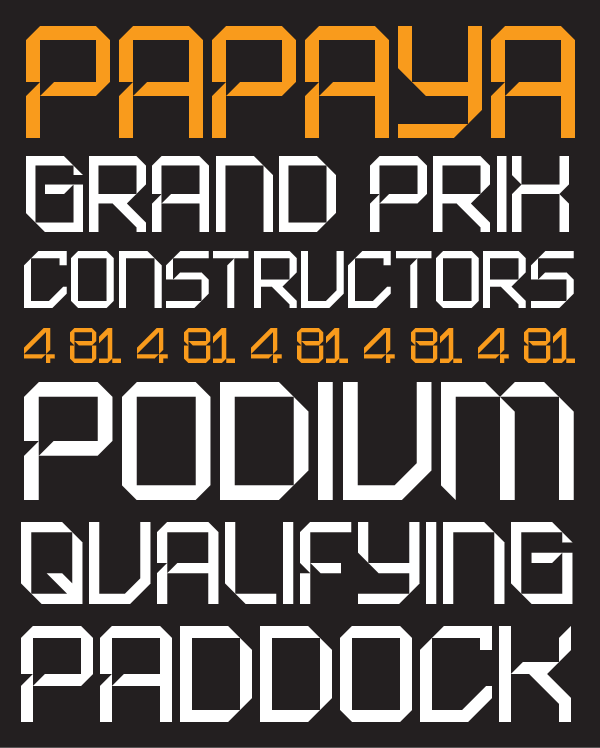 PAPAYA
GRAND PRIX
CONSTRUCTORS
4 81 4 81 4 81 4 81 4 81
PODIUM
QUALIFYING
PADDOCK